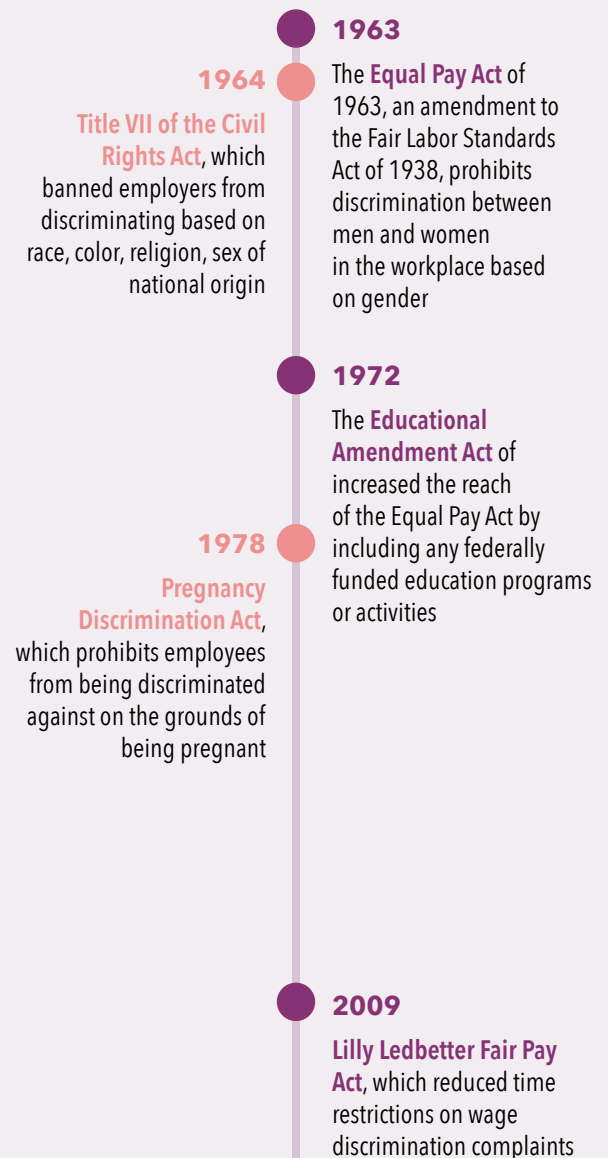 1963
The Equal Pay Act of
1963, an amendment to
the Fair Labor Standards
Act of 1938, prohibits
discrimination between
men and women
in the workplace based
on gender
1964
Title VII of the Civil
Rights Act, which
banned employers from
discriminating based on
race, color, religion, sex of
national origin
1972
The Educational
Amendment Act of
increased the reach
of the Equal Pay Act by
including any federally
funded education programs
or activities
1978
Pregnancy
Discrimination Act,
which prohibits employees
from being discriminated
against on the grounds of
being pregnant
2009
Lilly Ledbetter Fair Pay
Act, which reduced time
restrictions on wage
discrimination complaints